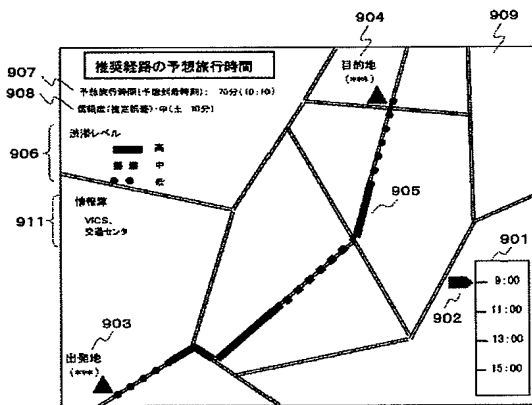 904
909
907
推奨経路の予想旅行時間
目的地
(***)
908
予想旅行時間(予想到着時刻): 70分(10:10)
信頼度(推定誤差):中(土 10分)
906
渋滞レベル
高
中
低
905
911
情報源
VICS、
交通センタ
901
9:00
902
11:00
13:00
15:00
903
出発地
(***)